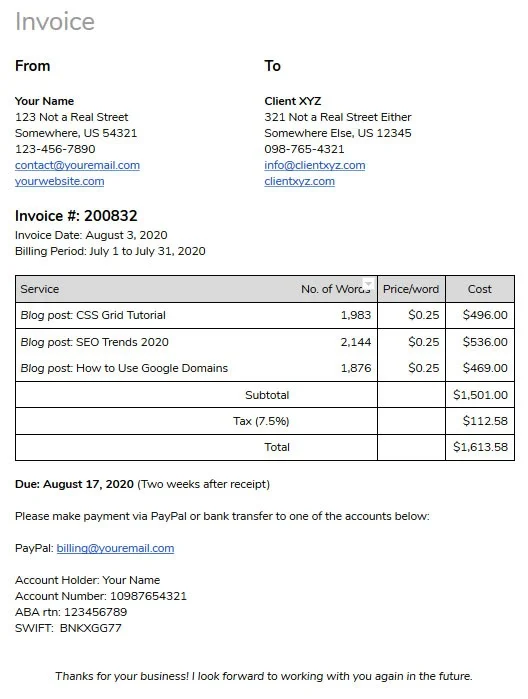 Invoice
From
To
Your Name
123 Not a Real Street
Somewhere, US 54321
123-456-7890
contact@youremail.com
yourwebsite.com
Client XYZ
321 Not a Real Street Either
Somewhere Else, US 12345
098-765-4321
info@clientxyz.com
clientxyz.com
Invoice #: 200832
Invoice Date: August 3, 2020
Billing Period: July 1 to July 31, 2020
Service No. of Words Price/word Cost
Blog post: CSS Grid Tutorial 1,983 $0.25 $496.00
Blog post: SEO Trends 2020 2,144 $0.25 $536.00
Blog post: How to Use Google Domains 1,876 $0.25 $469.00
Subtotal $1,501.00
Tax (7.5%) $112.58
Total $1,613.58
Due: August 17, 2020 (Two weeks after receipt)
Please make payment via PayPal or bank transfer to one of the accounts below:
PayPal: billing@youremail.com
Account Holder: Your Name
Account Number: 10987654321
ABA rtn: 123456789
SWIFT: BNKXGG77
Thanks for your business! I look forward to working with you again in the future.